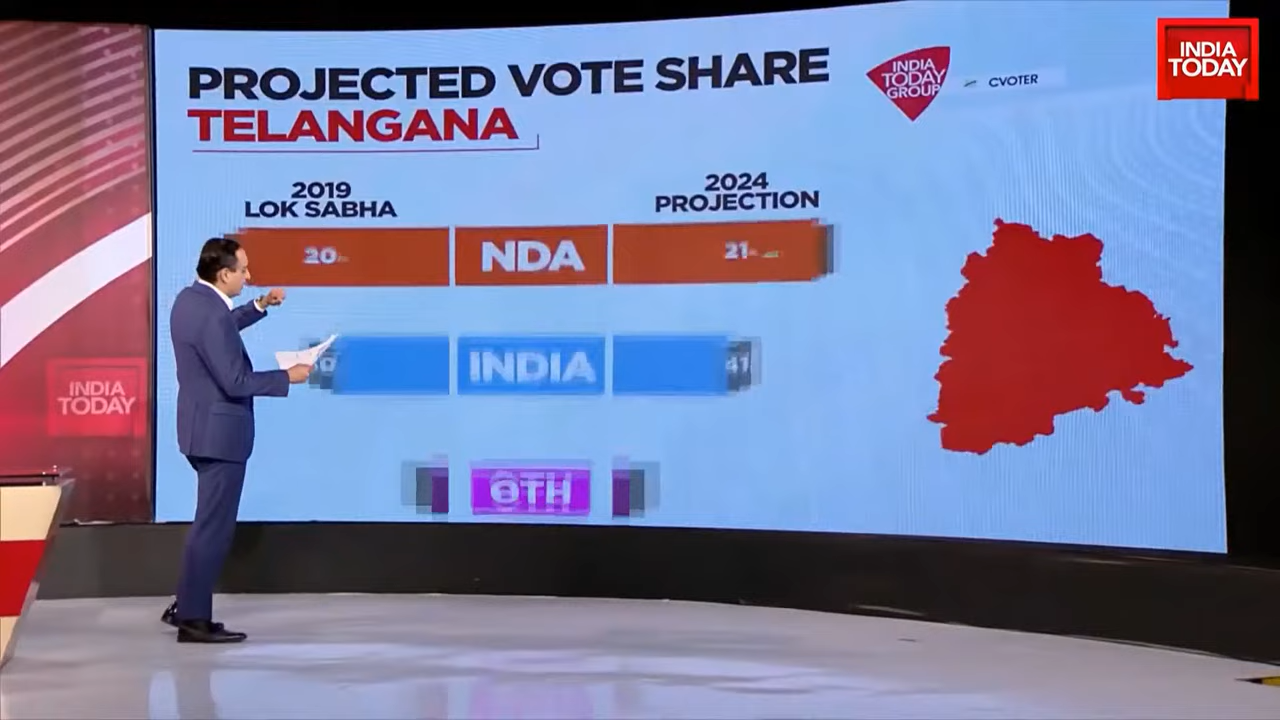 PROJECTED VOTE SHARE
TELANGANA
INDIA
TODAY
GROUP
CVOTER
INDIA
TODAY
2019
LOK SABHA
2024
PROJECTION
20
NDA
21
INDIA
41
OTH
INDIA
TODAY